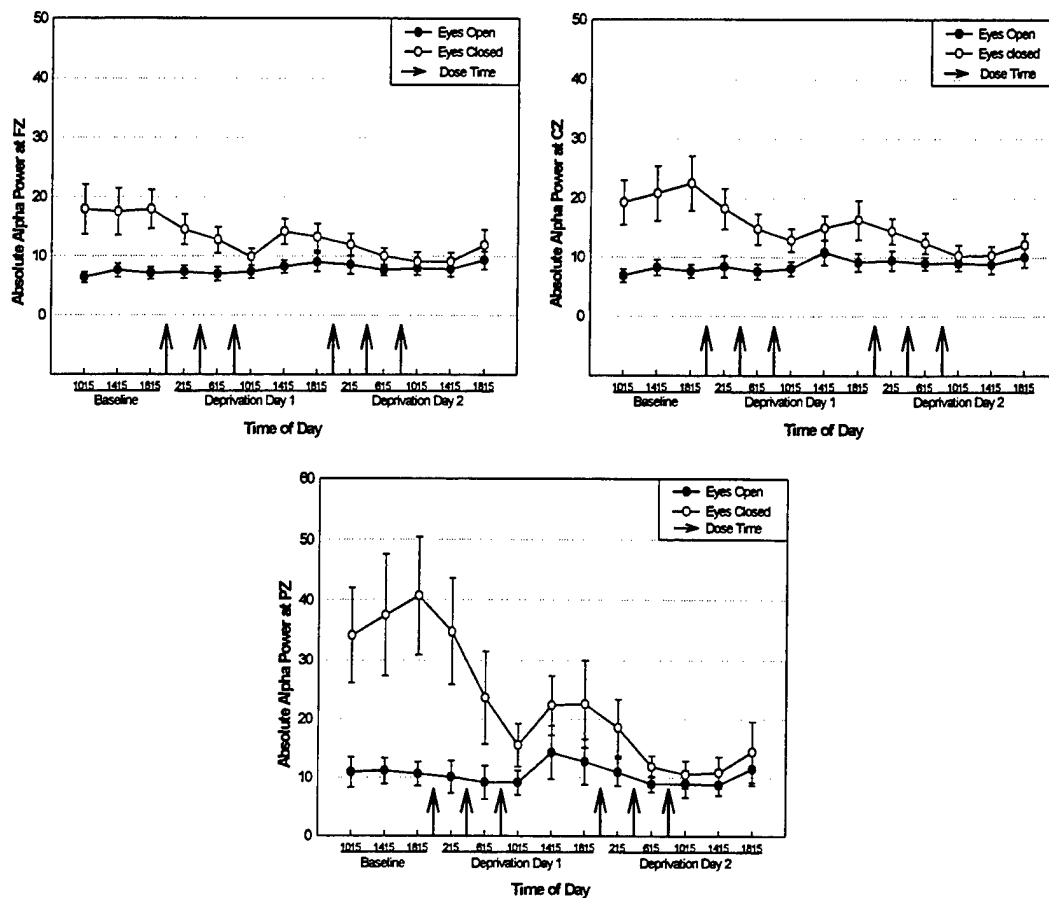 50
40
30
20
10
0
Absolute Alpha Power at FZ
Eyes Open
Eyes Closed
Dose Time
1015 1415 1815 215 615 1015 1415 1815 215 615 1015 1415 1815
Baseline Deprivation Day 1 Deprivation Day 2
Time of Day
50
40
30
20
10
0
Absolute Alpha Power at CZ
Eyes Open
Eyes closed
Dose Time
1015 1415 1815 215 615 1015 1415 1815 215 615 1015 1415 1815
Baseline Deprivation Day 1 Deprivation Day 2
Time of Day
60
50
40
30
20
10
0
Absolute Alpha Power at PZ
Eyes Open
Eyes Closed
Dose Time
1015 1415 1815 215 615 1015 1415 1815 215 615 1015 1415 1815
Baseline Deprivation Day 1 Deprivation Day 2
Time of Day